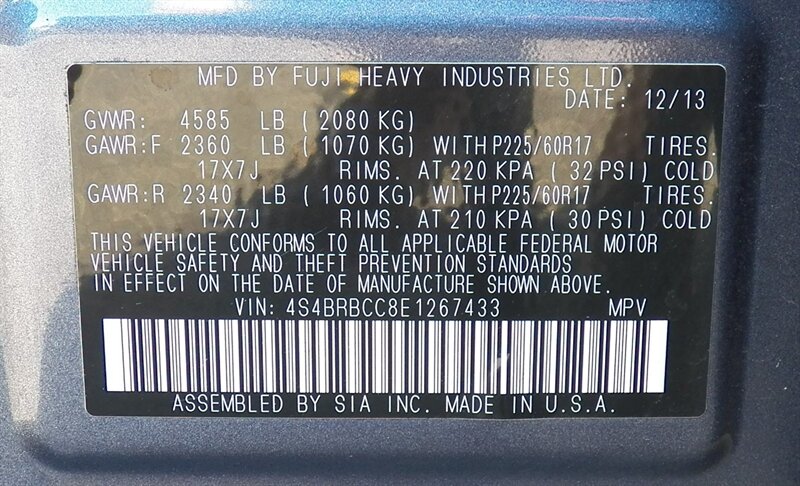 MFD BY FUJI HEAVY INDUSTRIES LTD.
DATE: 12/13
GVWR: 4585 LB ( 2080 KG)
GAWR:F 2360 LB ( 1070 KG) WITH P225/60R17 TIRES.
17X7J RIMS. AT 220 KPA ( 32 PSI) COLD
GAWR:R 2340 LB ( 1060 KG) WITH P225/60R17 TIRES.
17X7J RIMS. AT 210 KPA ( 30 PSI) COLD
THIS VEHICLE CONFORMS TO ALL APPLICABLE FEDERAL MOTOR
VEHICLE SAFETY AND THEFT PREVENTION STANDARDS
IN EFFECT ON THE DATE OF MANUFACTURE SHOWN ABOVE.
VIN: 4S4BRBCC8E1267433 MPV
ASSEMBLED BY SIA INC. MADE IN U.S.A.